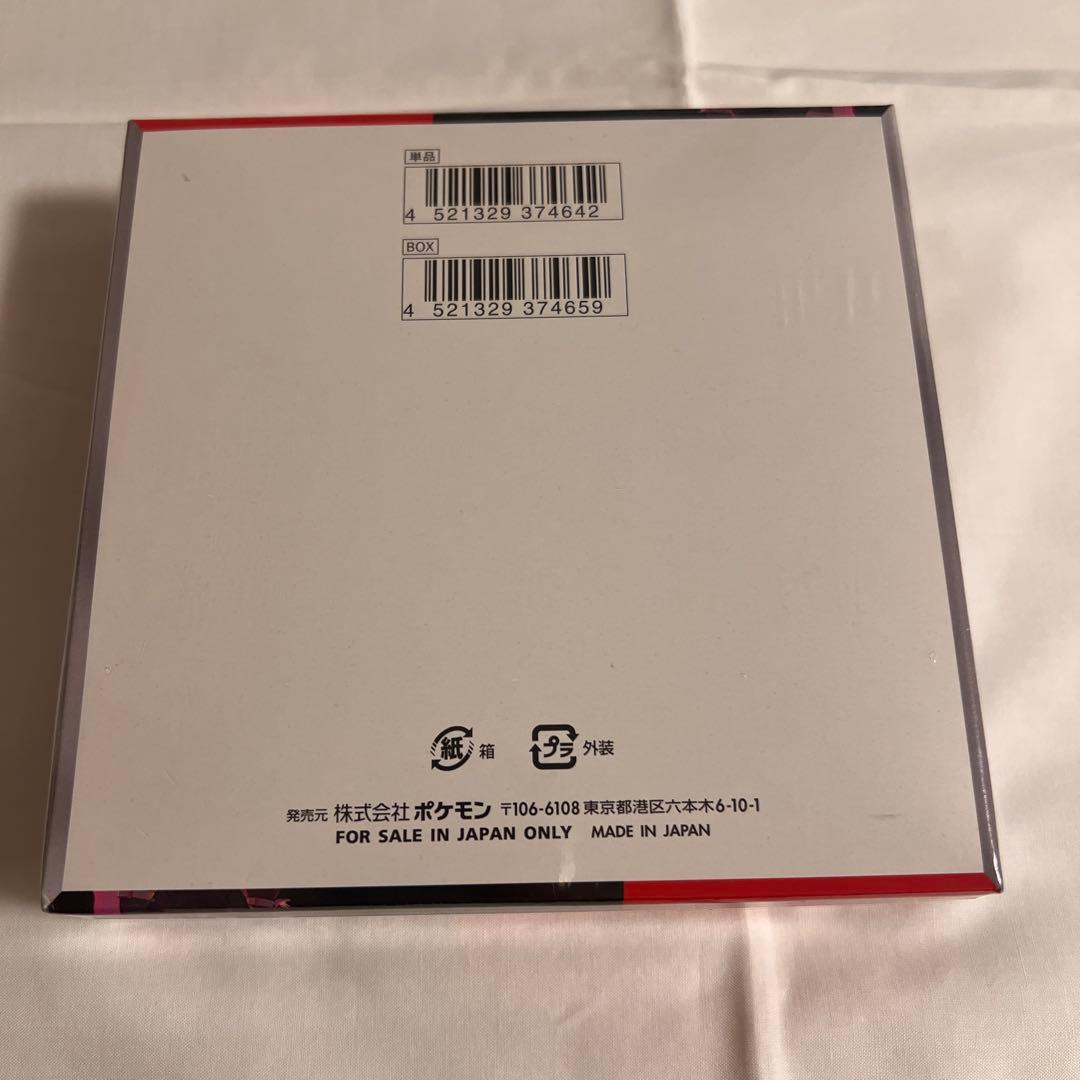 単品
4 521329 374642
BOX
4 521329 374659
紙 箱 プラ 外装
発売元 株式会社 ポケモン 〒106-6108 東京都港区六本木6-10-1
FOR SALE IN JAPAN ONLY MADE IN JAPAN